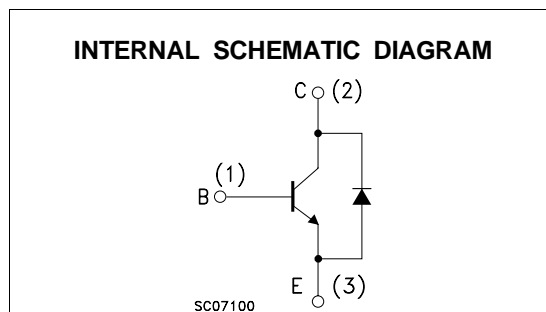 INTERNAL SCHEMATIC DIAGRAM
C (2)
(1)
B
E (3)
SC07100